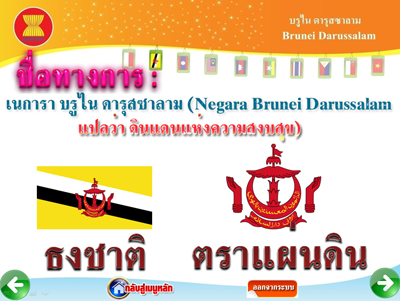 บรูไน ดารุสซาลาม
Brunei Darussalam
ชื่อทางการ :
เนการา บรูไน ดารุสซาลาม (Negara Brunei Darussalam
แปลว่า ดินแดนแห่งความสงบสุข)
ธงชาติ
ตราแผ่นดิน
กลับสู่เมนูหลัก
ออกจากระบบ